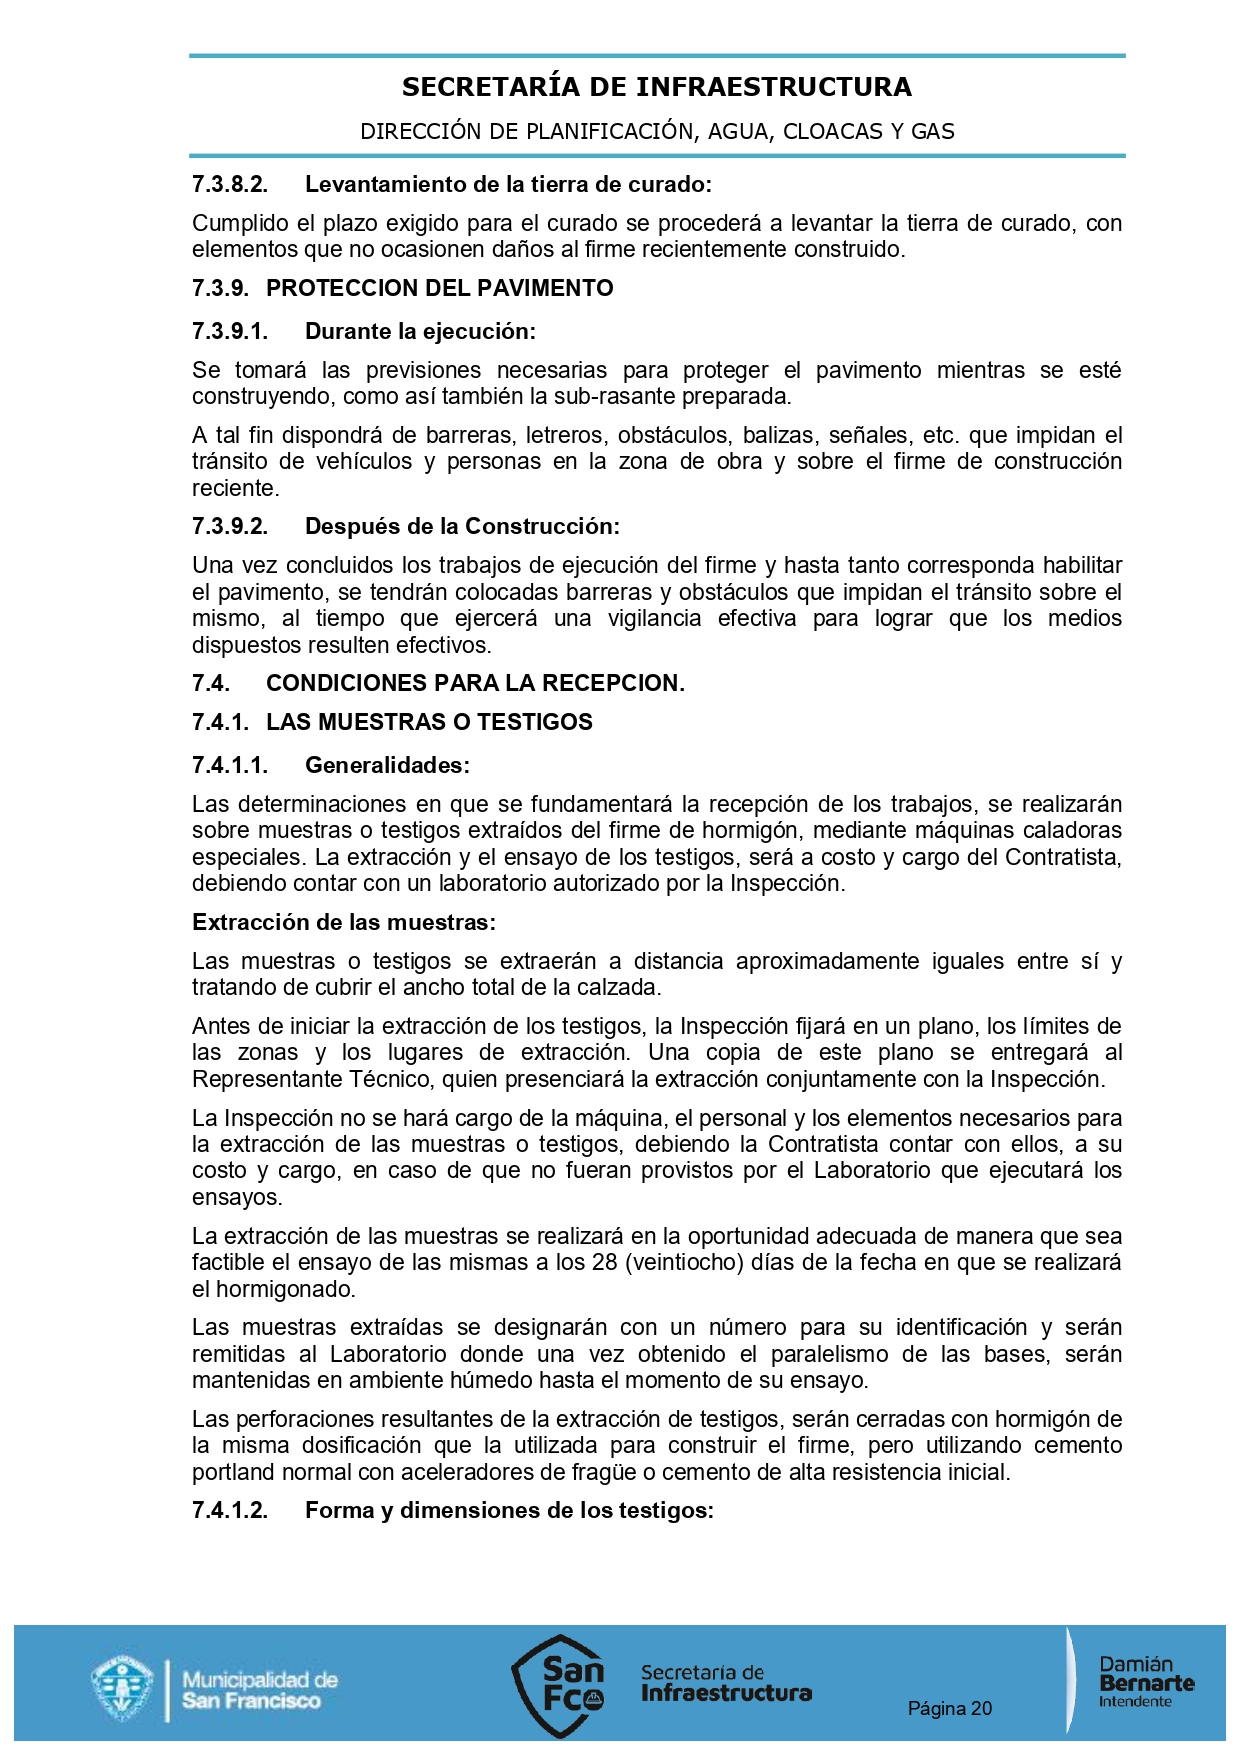 SECRETARÍA DE INFRAESTRUCTURA
DIRECCIÓN DE PLANIFICACIÓN, AGUA, CLOACAS Y GAS
7.3.8.2. Levantamiento de la tierra de curado:
Cumplido el plazo exigido para el curado se procederá a levantar la tierra de curado, con
elementos que no ocasionen daños al firme recientemente construido.
7.3.9. PROTECCION DEL PAVIMENTO
7.3.9.1. Durante la ejecución:
Se tomará las previsiones necesarias para proteger el pavimento mientras se esté
construyendo, como así también la sub-rasante preparada.
A tal fin dispondrá de barreras, letreros, obstáculos, balizas, señales, etc. que impidan el
tránsito de vehículos y personas en la zona de obra y sobre el firme de construcción
reciente.
7.3.9.2. Después de la Construcción:
Una vez concluidos los trabajos de ejecución del firme y hasta tanto corresponda habilitar
el pavimento, se tendrán colocadas barreras y obstáculos que impidan el tránsito sobre el
mismo, al tiempo que ejercerá una vigilancia efectiva para lograr que los medios
dispuestos resulten efectivos.
7.4. CONDICIONES PARA LA RECEPCION.
7.4.1. LAS MUESTRAS O TESTIGOS
7.4.1.1. Generalidades:
Las determinaciones en que se fundamentará la recepción de los trabajos, se realizarán
sobre muestras o testigos extraídos del firme de hormigón, mediante máquinas caladoras
especiales. La extracción y el ensayo de los testigos, será a costo y cargo del Contratista,
debiendo contar con un laboratorio autorizado por la Inspección.
Extracción de las muestras:
Las muestras o testigos se extraerán a distancia aproximadamente iguales entre sí y
tratando de cubrir el ancho total de la calzada.
Antes de iniciar la extracción de los testigos, la Inspección fijará en un plano, los límites de
las zonas y los lugares de extracción. Una copia de este plano se entregará al
Representante Técnico, quien presenciará la extracción conjuntamente con la Inspección.
La Inspección no se hará cargo de la máquina, el personal y los elementos necesarios para
la extracción de las muestras o testigos, debiendo la Contratista contar con ellos, a su
costo y cargo, en caso de que no fueran provistos por el Laboratorio que ejecutará los
ensayos.
La extracción de las muestras se realizará en la oportunidad adecuada de manera que sea
factible el ensayo de las mismas a los 28 (veintiocho) días de la fecha en que se realizará
el hormigonado.
Las muestras extraídas se designarán con un número para su identificación y serán
remitidas al Laboratorio donde una vez obtenido el paralelismo de las bases, serán
mantenidas en ambiente húmedo hasta el momento de su ensayo.
Las perforaciones resultantes de la extracción de testigos, serán cerradas con hormigón de
la misma dosificación que la utilizada para construir el firme, pero utilizando cemento
portland normal con aceleradores de fragüe o cemento de alta resistencia inicial.
7.4.1.2. Forma y dimensiones de los testigos:
Municipalidad de
San Francisco
San
Fco
Secretaría de
Infraestructura
Página 20
Damián
Bernarte
Intendente